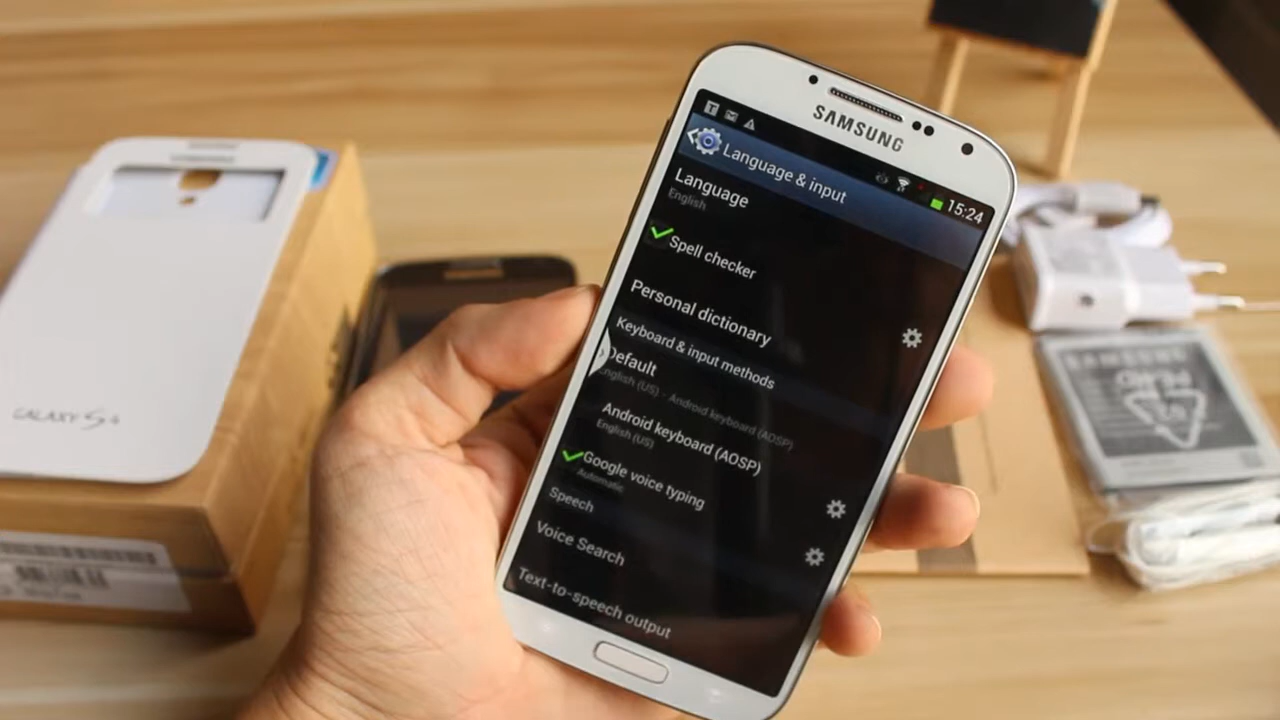 SAMSUNG
15:24
Language & input
Language
English
Spell checker
Personal dictionary
Keyboard & input methods
Default
English (US) - Android keyboard (AOSP)
Android keyboard (AOSP)
English (US)
Google voice typing
Automatic
Speech
Voice Search
Text-to-speech output
GALAXY S4
SAMSUNG